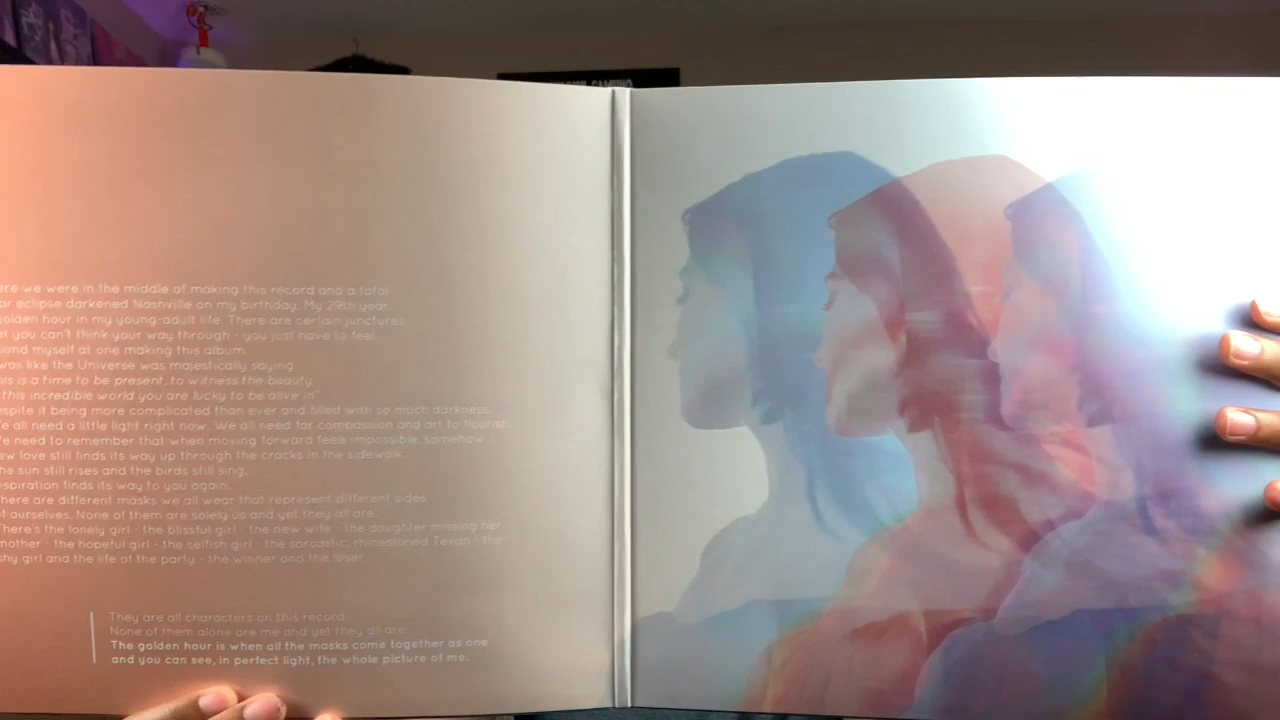 ere we were in the middle of making this record and a total
ar eclipse darkened Nashville on my birthday. My 29th year.
golden hour in my young-adult life. There are certain junctures
at you can't think your way through - you just have to feel.
ound myself at one making this album.
was like the Universe was majestically saying
his is a time to be present, to witness the beauty.
this incredible world you are lucky to be alive in"
espite it being more complicated than ever and filled with so much darkness.
We all need a little light right now. We all need for compassion and art to flourish.
We need to remember that when moving forward feels impossible, somehow
ew love still finds its way up through the cracks in the sidewalk.
he sun still rises and the birds still sing.
nspiration finds its way to you again.
here are different masks we all wear that represent different sides
of ourselves. None of them are solely us and yet they all are.
There's the lonely girl - the blissful girl - the new wife - the daughter missing her
mother - the hopeful girl - the selfish girl - the sarcastic, rhinestoned Texan - the
shy girl and the life of the party - the winner and the loser.
They are all characters on this record.
None of them alone are me and yet they all are.
The golden hour is when all the masks come together as one
and you can see, in perfect light, the whole picture of me.